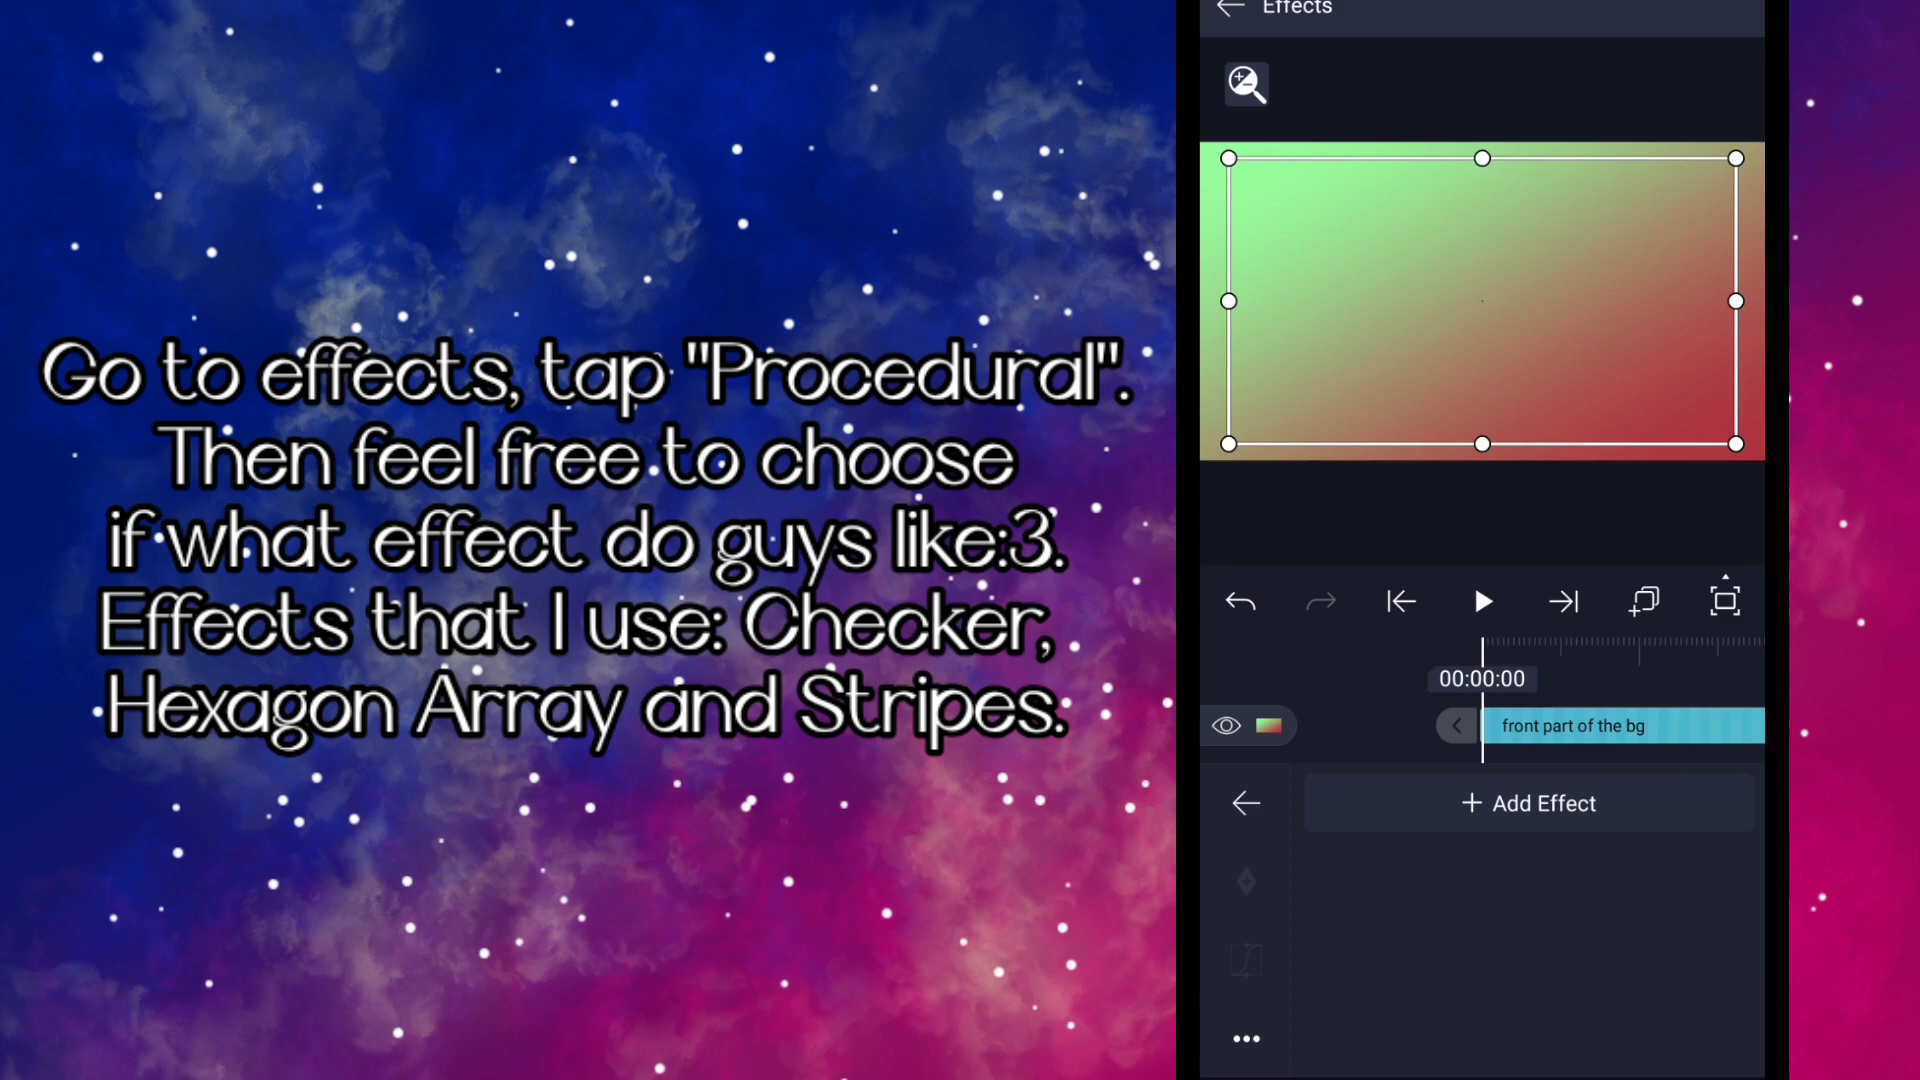 Go to effects, tap "Procedural".
Then feel free to choose
if what effect do guys like:3.
Effects that I use: Checker,
Hexagon Array and Stripes.
Effects
00:00:00
front part of the bg
+ Add Effect